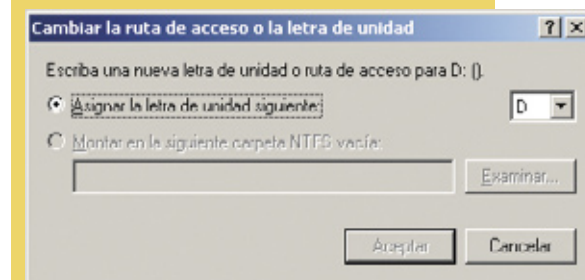 Cambiar la ruta de acceso o la letra de unidad
Escriba una nueva letra de unidad o ruta de acceso para D: ().
Asignar la letra de unidad siguiente:
D
Montar en la siguiente carpeta NTFS vacía:
Examinar...
Aceptar
Cancelar